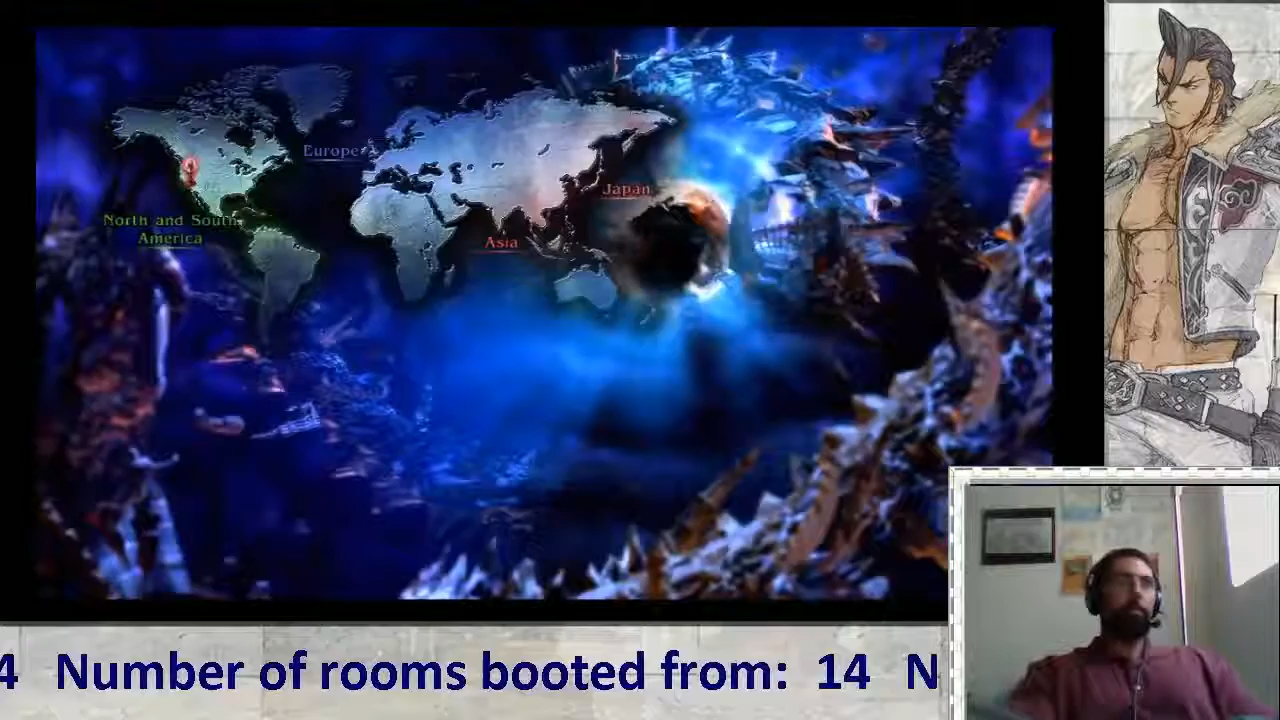 Europe
Japan
North and South
America
Asia
4 Number of rooms booted from: 14 N